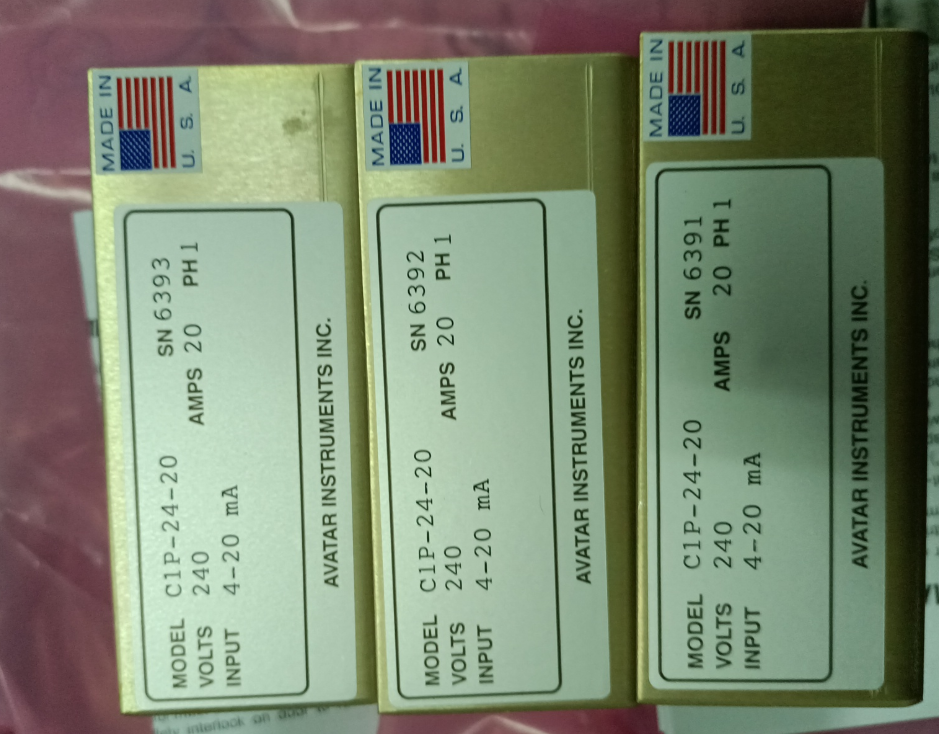 MADE IN
U. S. A.
MODEL C1P-24-20 SN 6393
VOLTS 240 AMPS 20 PH 1
INPUT 4-20 mA
AVATAR INSTRUMENTS INC.
MADE IN
U. S. A.
MODEL C1P-24-20 SN 6392
VOLTS 240 AMPS 20 PH 1
INPUT 4-20 mA
AVATAR INSTRUMENTS INC.
MADE IN
U. S. A.
MODEL C1P-24-20 SN 6391
VOLTS 240 AMPS 20 PH 1
INPUT 4-20 mA
AVATAR INSTRUMENTS INC.
interlock on